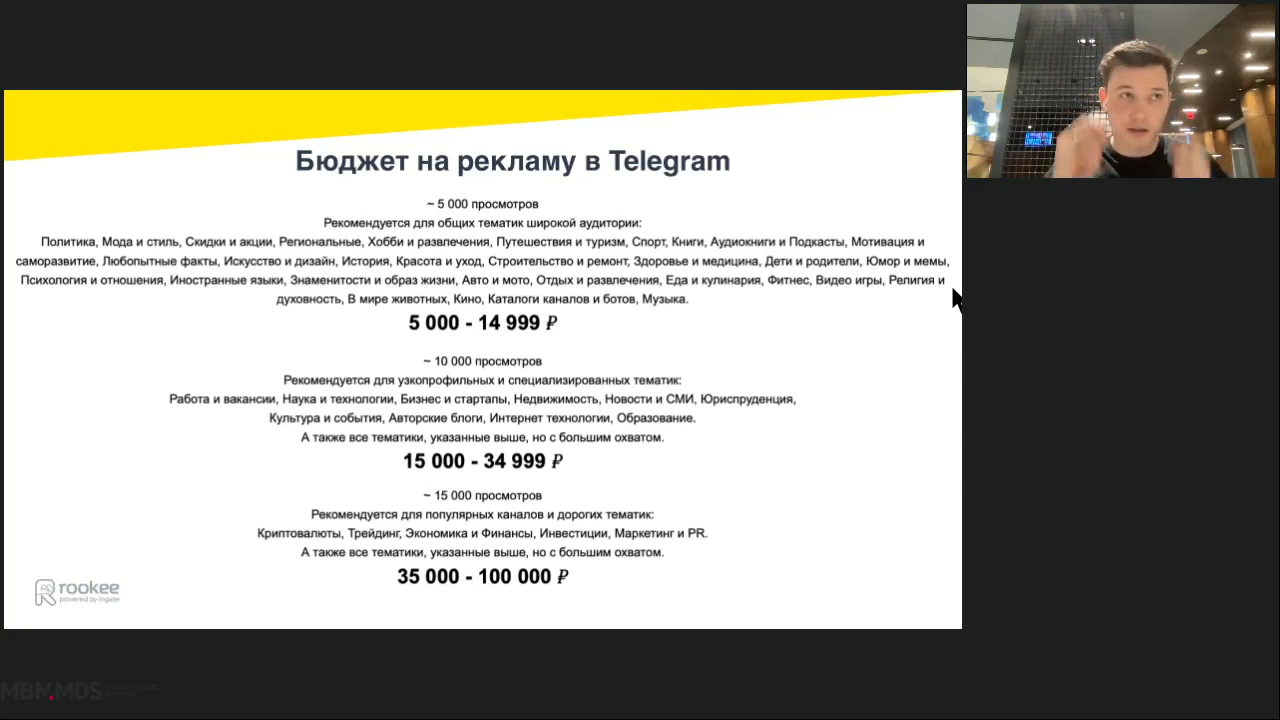 Бюджет на рекламу в Telegram
~ 5 000 просмотров
Рекомендуется для общих тематик широкой аудитории:
Политика, Мода и стиль, Скидки и акции, Региональные, Хобби и развлечения, Путешествия и туризм, Спорт, Книги, Аудиокниги и Подкасты, Мотивация и
саморазвитие, Любопытные факты, Искусство и дизайн, История, Красота и уход, Строительство и ремонт, Здоровье и медицина, Дети и родители, Юмор и мемы,
Психология и отношения, Иностранные языки, Знаменитости и образ жизни, Авто и мото, Отдых и развлечения, Еда и кулинария, Фитнес, Видео игры, Религия и
духовность, В мире животных, Кино, Каталоги каналов и ботов, Музыка.
5 000 - 14 999 ₽
~ 10 000 просмотров
Рекомендуется для узкопрофильных и специализированных тематик:
Работа и вакансии, Наука и технологии, Бизнес и стартапы, Недвижимость, Новости и СМИ, Юриспруденция,
Культура и события, Авторские блоги, Интернет технологии, Образование.
А также все тематики, указанные выше, но с большим охватом.
15 000 - 34 999 ₽
~ 15 000 просмотров
Рекомендуется для популярных каналов и дорогих тематик:
Криптовалюты, Трейдинг, Экономика и Финансы, Инвестиции, Маркетинг и PR.
А также все тематики, указанные выше, но с большим охватом.
35 000 - 100 000 ₽
rookee
powered by ingate
MBM.MOS